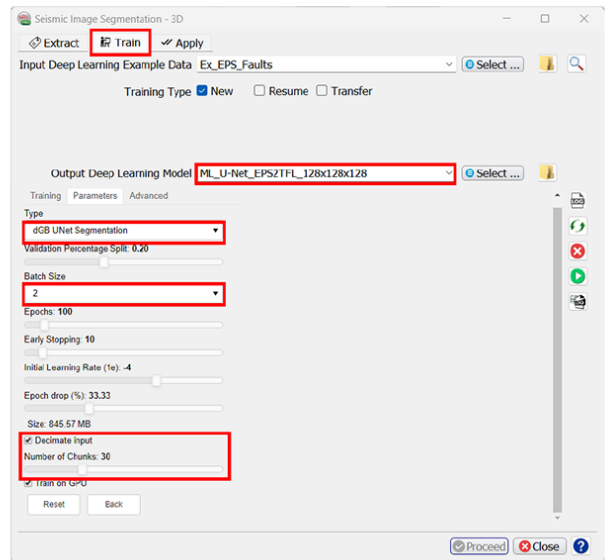 Seismic Image Segmentation - 3D
Extract Train Apply
Input Deep Learning Example Data Ex_EPS_Faults Select ...
Training Type New Resume Transfer
Output Deep Learning Model ML_U-Net_EPS2TFL_128x128x128 Select ...
Training Parameters Advanced
Type
dGB UNet Segmentation
Validation Percentage Split: 0.20
Batch Size
2
Epochs: 100
Early Stopping: 10
Initial Learning Rate (1e): -4
Epoch drop (%): 33.33
Size: 845.57 MB
Decimate input
Number of Chunks: 30
Train on GPU
Reset Back
Proceed Close ?